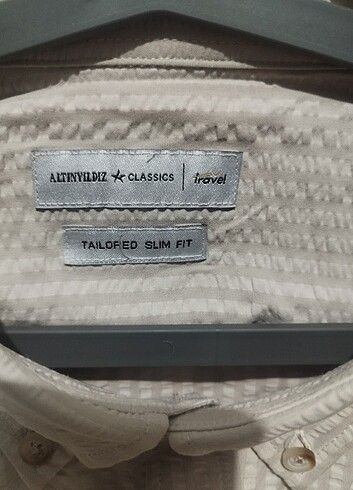 ALTINYILDIZ ★ CLASSICS | travel
TAILORED SLIM FIT